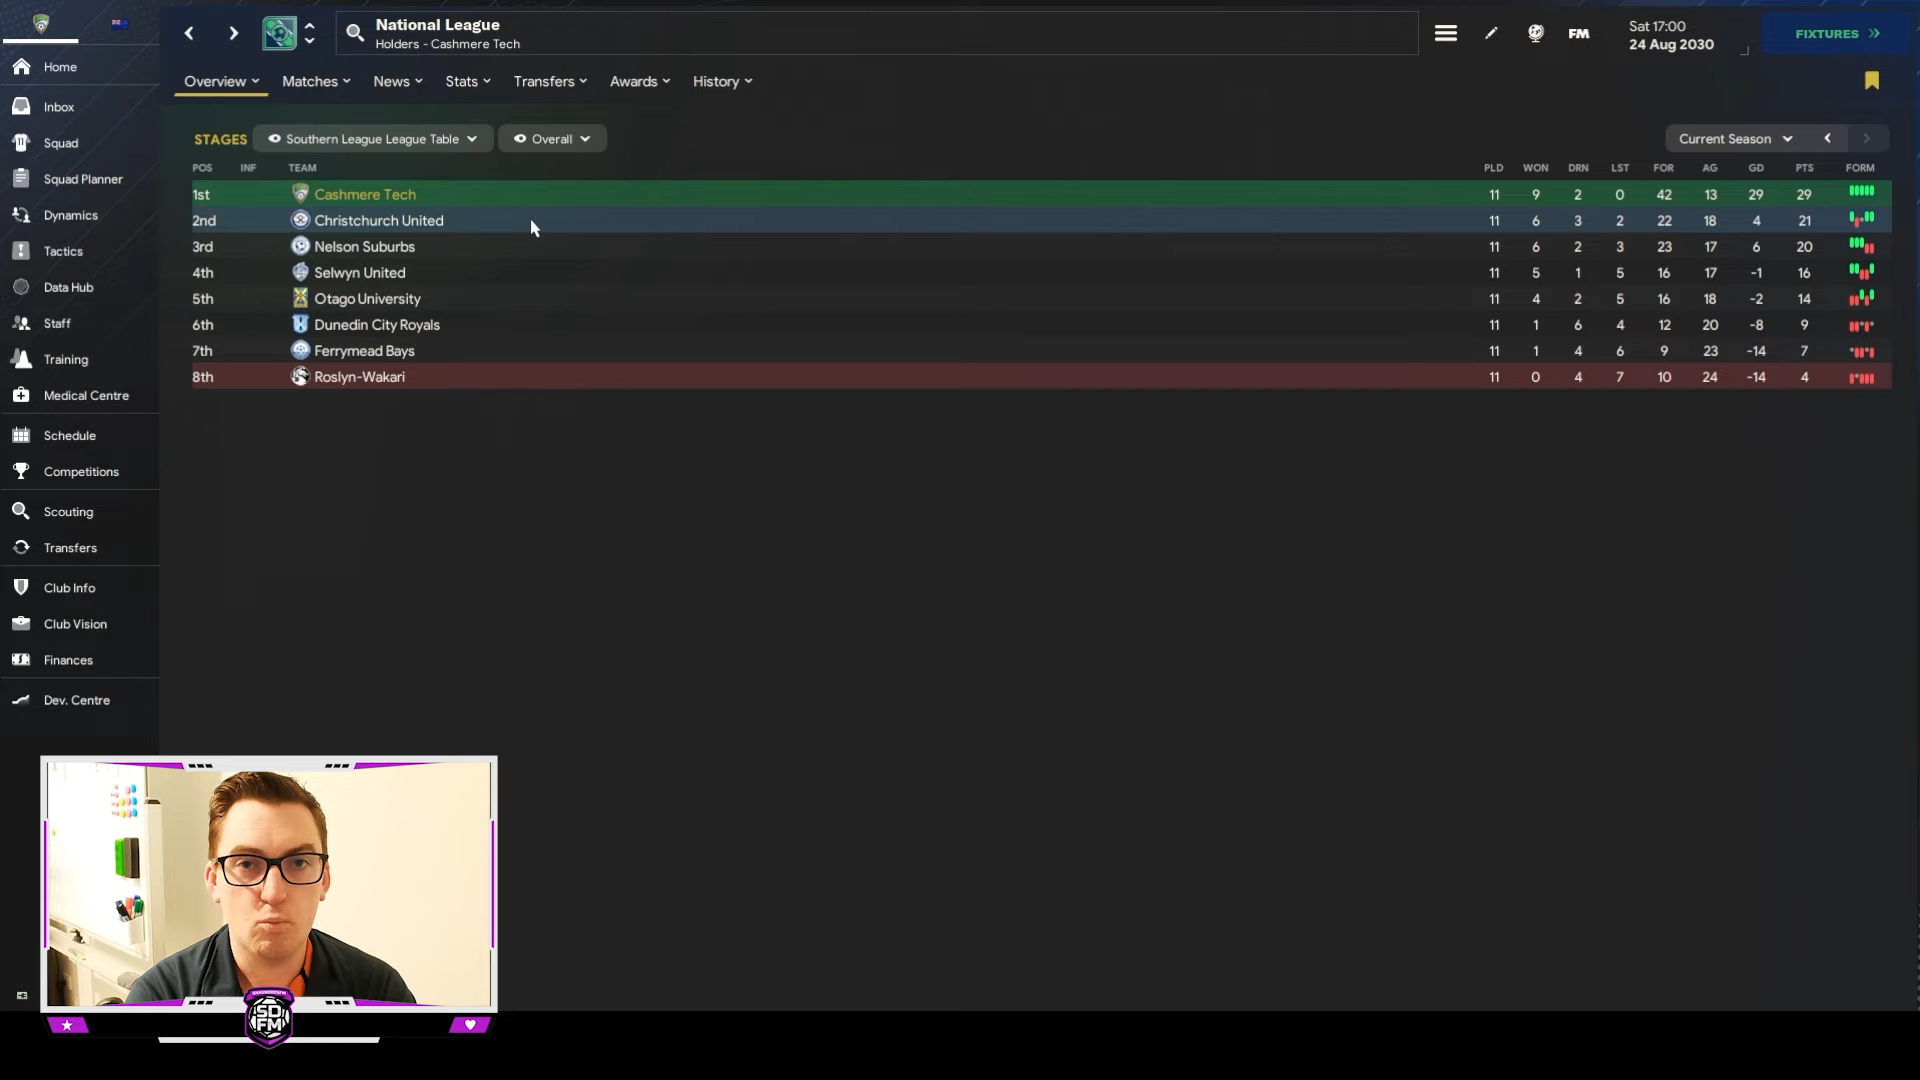 National League
Holders - Cashmere Tech
FM
Sat 17:00
24 Aug 2030
FIXTURES
Home
Inbox
Squad
Squad Planner
Dynamics
Tactics
Data Hub
Staff
Training
Medical Centre
Schedule
Competitions
Scouting
Transfers
Club Info
Club Vision
Finances
Dev. Centre
Overview Matches News Stats Transfers Awards History
STAGES Southern League League Table Overall Current Season
POS INF TEAM PLD WON DRN LST FOR AG GD PTS FORM
1st Cashmere Tech 11 9 2 0 42 13 29 29
2nd Christchurch United 11 6 3 2 22 18 4 21
3rd Nelson Suburbs 11 6 2 3 23 17 6 20
4th Selwyn United 11 5 1 5 16 17 -1 16
5th Otago University 11 4 2 5 16 18 -2 14
6th Dunedin City Royals 11 1 6 4 12 20 -8 9
7th Ferrymead Bays 11 1 4 6 9 23 -14 7
8th Roslyn-Wakari 11 0 4 7 10 24 -14 4
SD
FM